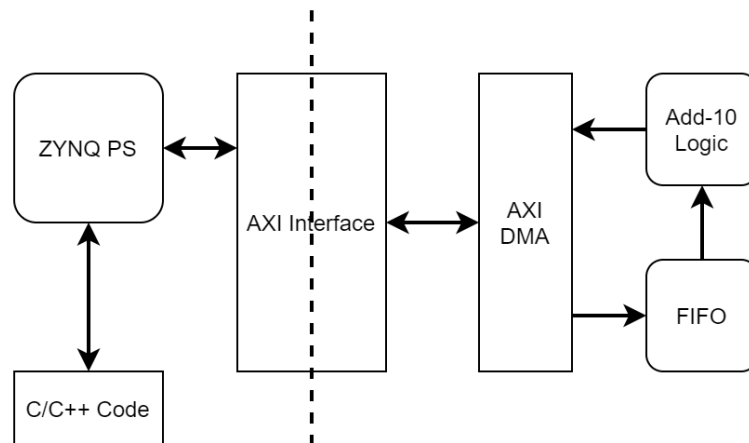 ZYNQ PS
AXI Interface
AXI
DMA
Add-10
Logic
FIFO
C/C++ Code